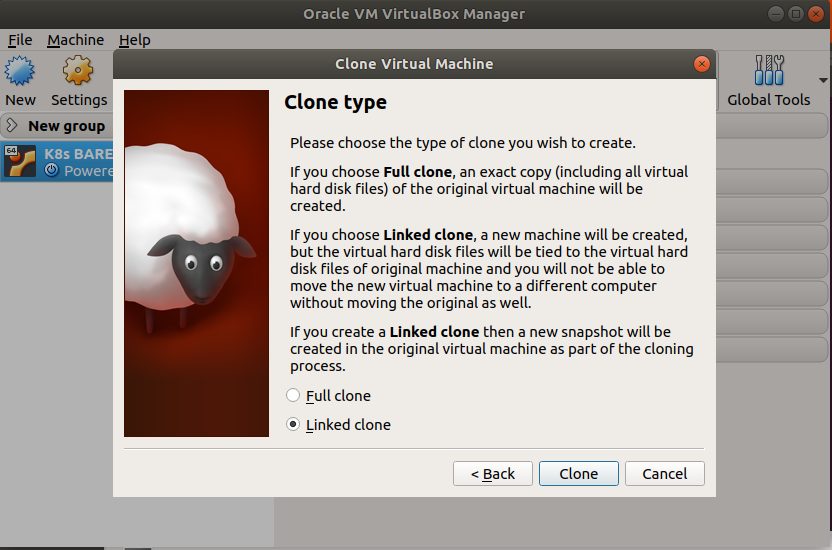 Oracle VM VirtualBox Manager
File Machine Help
New Settings
Global Tools
New group
64
K8s BARE
Powere
Clone Virtual Machine
Clone type
Please choose the type of clone you wish to create.
If you choose Full clone, an exact copy (including all virtual
hard disk files) of the original virtual machine will be
created.
If you choose Linked clone, a new machine will be created,
but the virtual hard disk files will be tied to the virtual hard
disk files of original machine and you will not be able to
move the new virtual machine to a different computer
without moving the original as well.
If you create a Linked clone then a new snapshot will be
created in the original virtual machine as part of the cloning
process.
Full clone
Linked clone
< Back Clone Cancel